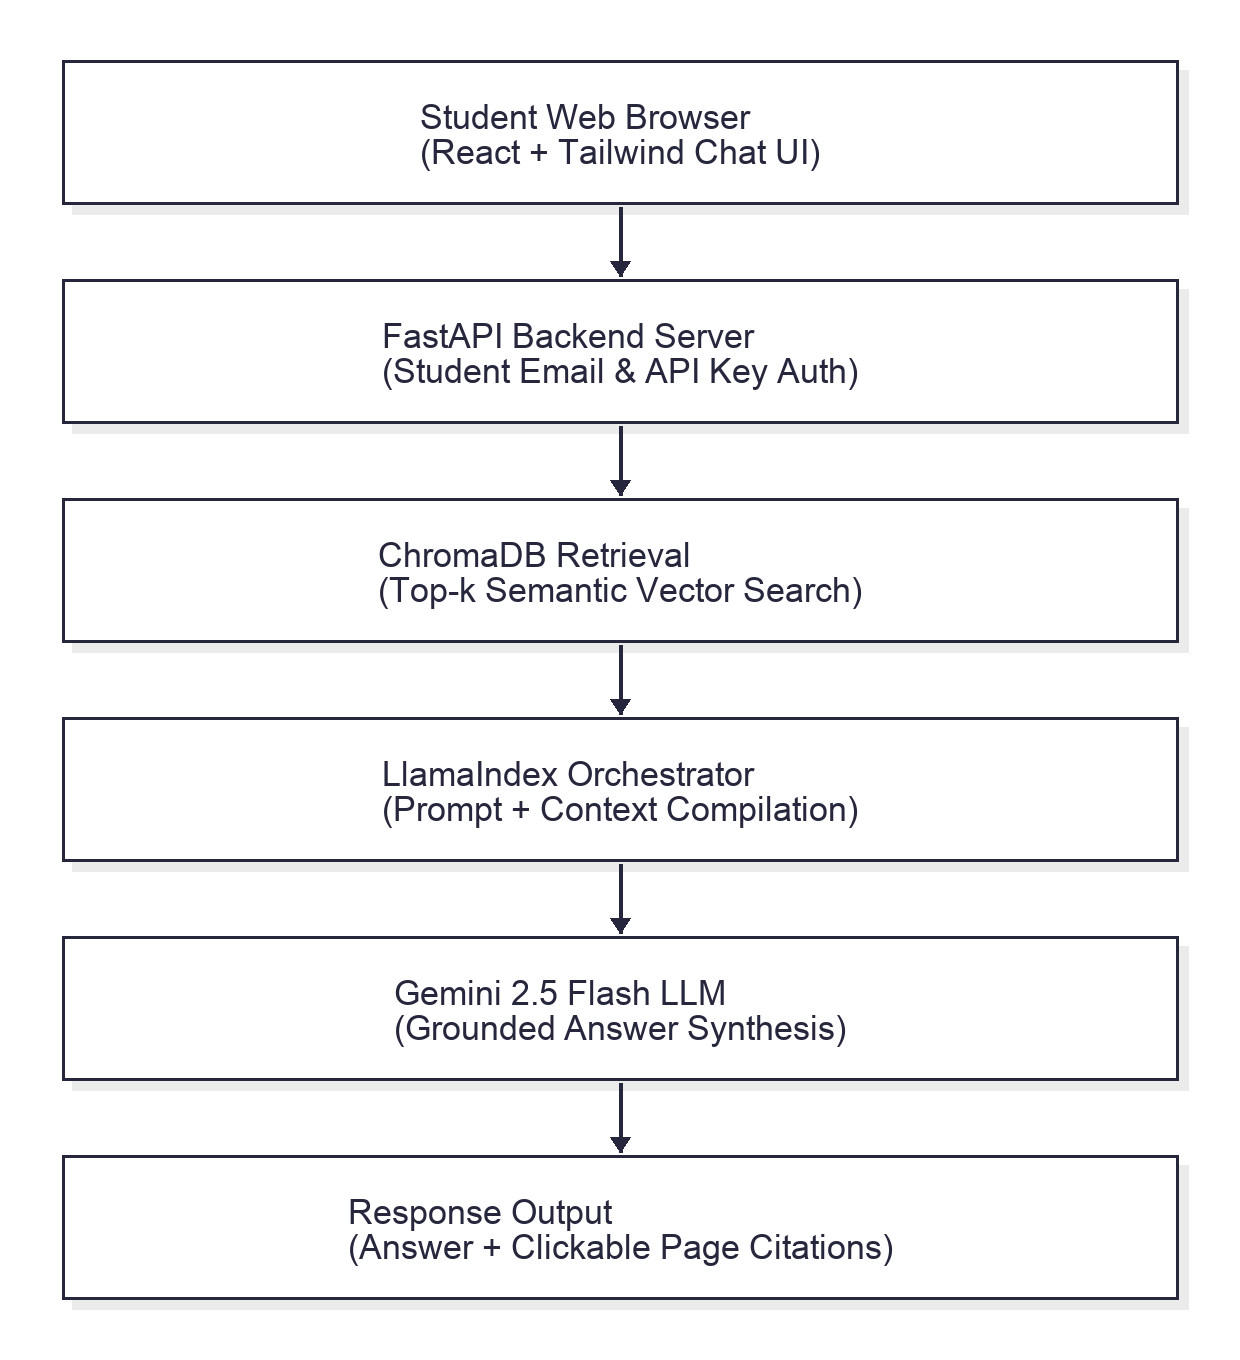 Student Web Browser
(React + Tailwind Chat UI)
FastAPI Backend Server
(Student Email & API Key Auth)
ChromaDB Retrieval
(Top-k Semantic Vector Search)
LlamaIndex Orchestrator
(Prompt + Context Compilation)
Gemini 2.5 Flash LLM
(Grounded Answer Synthesis)
Response Output
(Answer + Clickable Page Citations)